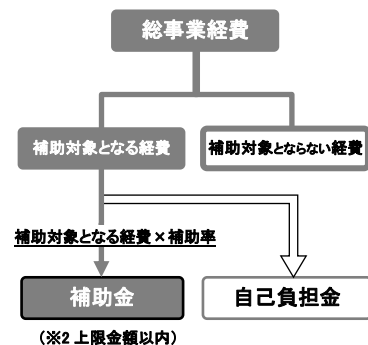 総事業経費
補助対象となる経費
補助対象とならない経費
補助対象となる経費×補助率
補助金
自己負担金
(※2 上限金額以内)